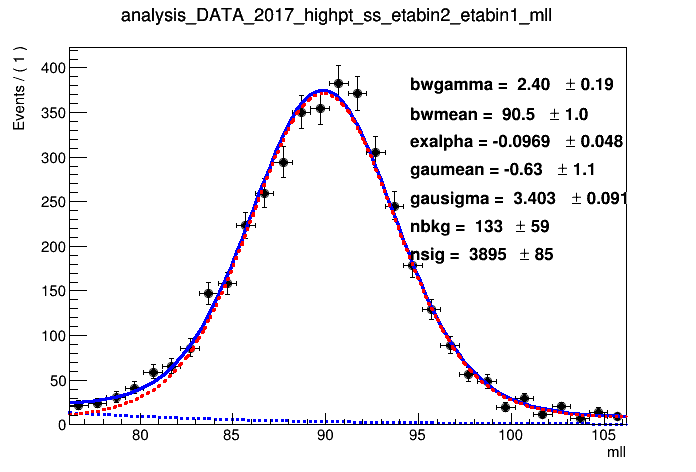 analysis_DATA_2017_highpt_ss_etabin2_etabin1_mll
Events / ( 1 )
400
350
300
250
200
150
100
50
0
bwgamma = 2.40 ± 0.19
bwmean = 90.5 ± 1.0
exalpha = -0.0969 ± 0.048
gaumean = -0.63 ± 1.1
gausigma = 3.403 ± 0.091
nbkg = 133 ± 59
nsig = 3895 ± 85
80 85 90 95 100 105
mll